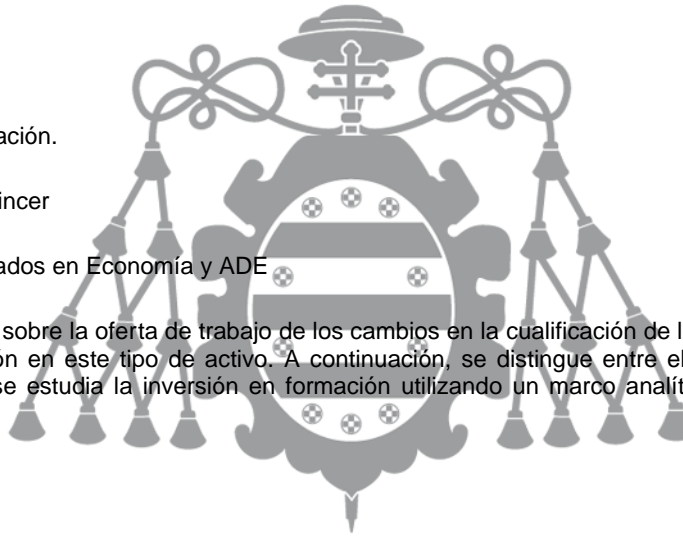 ación.
incer
ados en Economía y ADE
sobre la oferta de trabajo de los cambios en la cualificación de l
ón en este tipo de activo. A continuación, se distingue entre el
se estudia la inversión en formación utilizando un marco analít